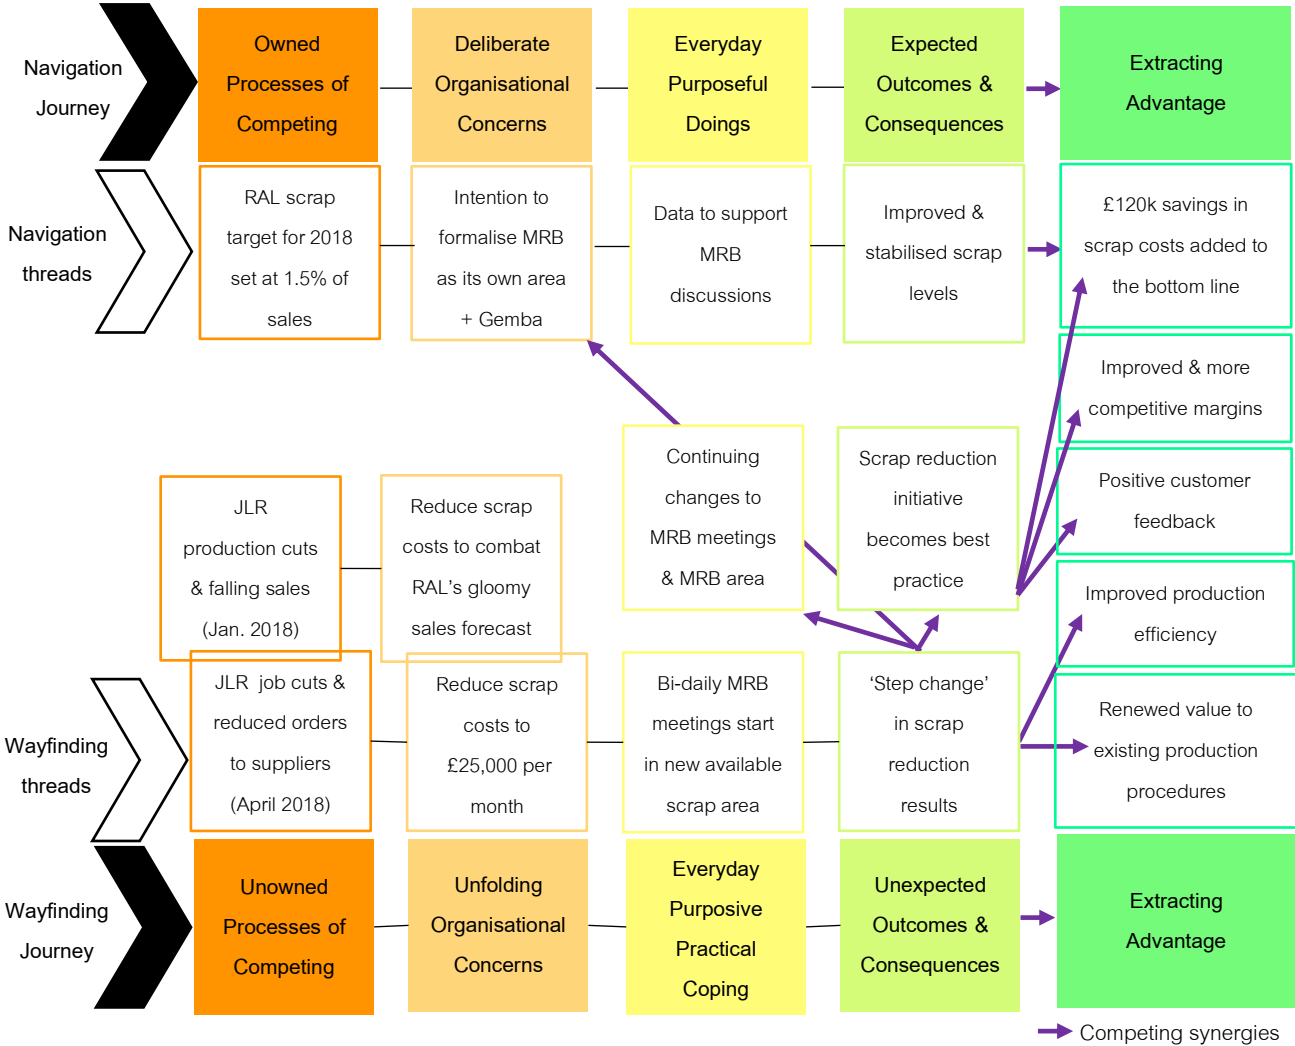 Navigation
Journey
Owned
Processes of
Competing
Deliberate
Organisational
Concerns
Everyday
Purposeful
Doings
Expected
Outcomes &
Consequences
Extracting
Advantage
Navigation
threads
RAL scrap
target for 2018
set at 1.5% of
sales
Intention to
formalise MRB
as its own area
+ Gemba
Data to support
MRB
discussions
Improved &
stabilised scrap
levels
£120k savings in
scrap costs added to
the bottom line
Improved & more
competitive margins
Positive customer
feedback
Improved production
efficiency
Renewed value to
existing production
procedures
JLR
production cuts
& falling sales
(Jan. 2018)
Reduce scrap
costs to combat
RAL’s gloomy
sales forecast
Continuing
changes to
MRB meetings
& MRB area
Scrap reduction
initiative
becomes best
practice
Wayfinding
threads
JLR job cuts &
reduced orders
to suppliers
(April 2018)
Reduce scrap
costs to
£25,000 per
month
Bi-daily MRB
meetings start
in new available
scrap area
‘Step change’
in scrap
reduction
results
Wayfinding
Journey
Unowned
Processes of
Competing
Unfolding
Organisational
Concerns
Everyday
Purposive
Practical
Coping
Unexpected
Outcomes &
Consequences
Extracting
Advantage
Competing synergies